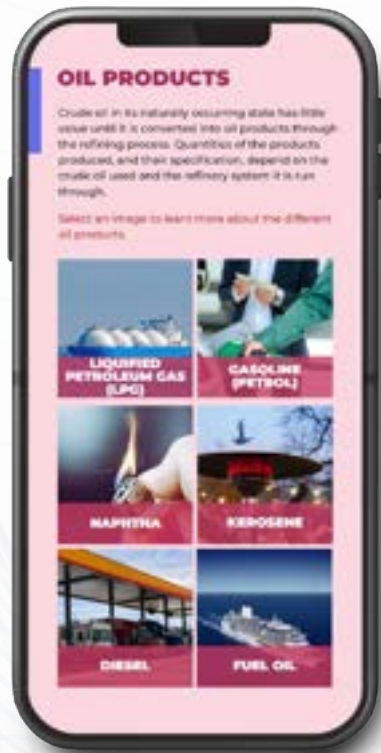 OIL PRODUCTS
Crude oil in its naturally occurring state has little
value until it is converted into oil products through
the refining process. Quantities of the products
produced, and their specification, depend on the
crude oil used and the refinery system it is run
through.
Select an image to learn more about the different
oil products.
LIQUIFIED
PETROLEUM GAS
(LPG)
GASOLINE
(PETROL)
NAPHTHA
KEROSENE
DIESEL
FUEL OIL